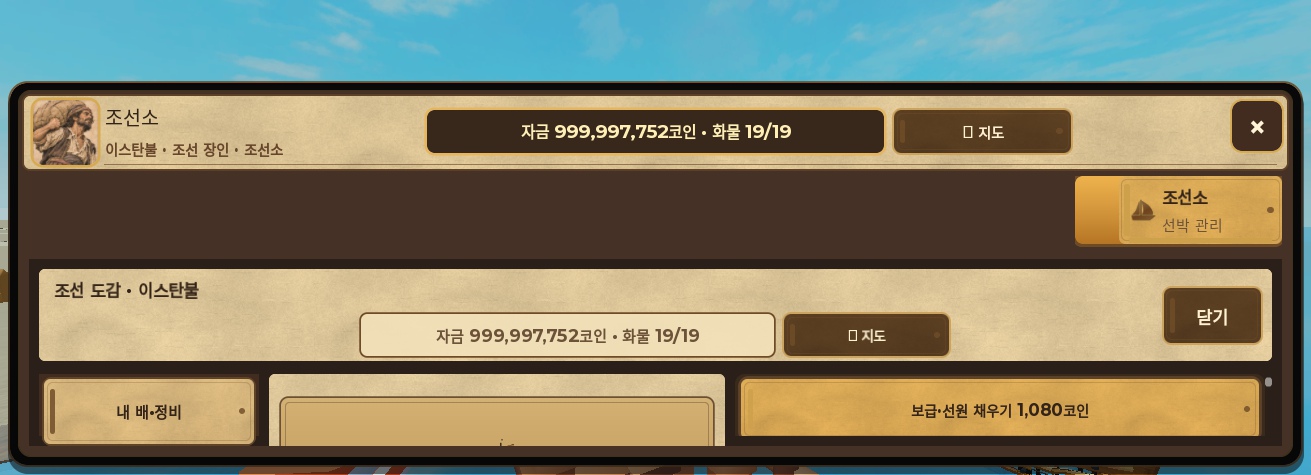 조선소
이스탄불 • 조선 장인 • 조선소
자금 999,997,752코인 • 화물 19/19
지도
×
조선소
선박 관리
조선 도감 • 이스탄불
자금 999,997,752코인 • 화물 19/19
지도
닫기
내 배•정비
보급•선원 채우기 1,080코인